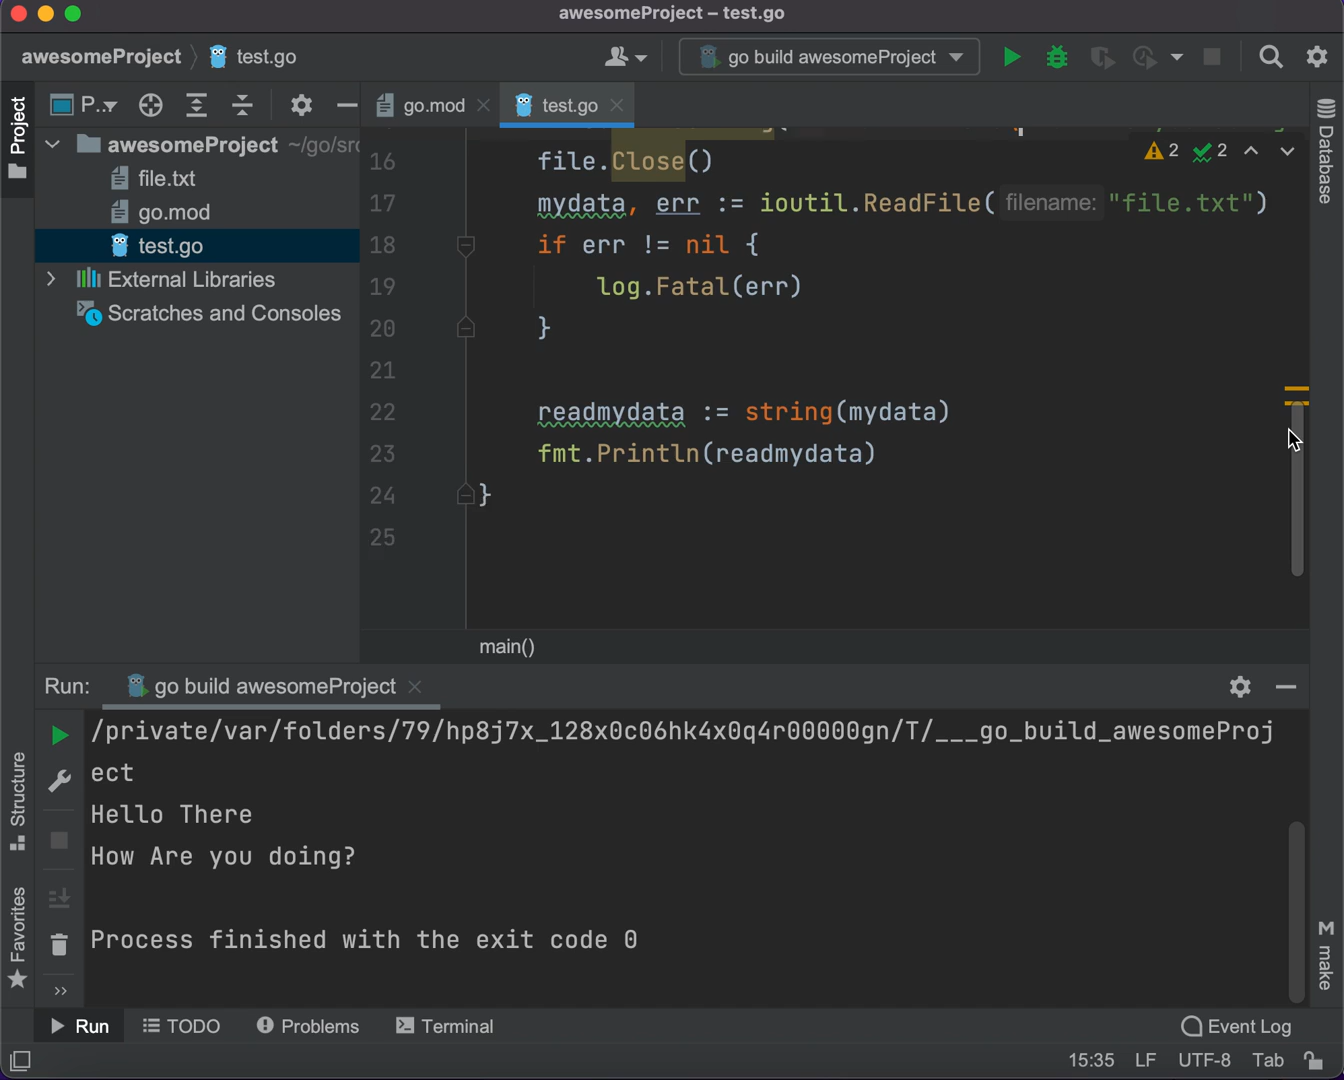 awesomeProject – test.go
awesomeProject
test.go
go build awesomeProject
Project
P..
go.mod
test.go
awesomeProject ~/go/src
file.txt
go.mod
test.go
External Libraries
Scratches and Consoles
2 2
16 file.Close()
17 mydata, err := ioutil.ReadFile( filename: "file.txt")
18 if err != nil {
19 log.Fatal(err)
20 }
21
22 readmydata := string(mydata)
23 fmt.Println(readmydata)
24 }
25
main()
Database
Run: go build awesomeProject
/private/var/folders/79/hp8j7x_128x0c06hk4x0q4r00000gn/T/___go_build_awesomeProj
ect
Hello There
How Are you doing?
Process finished with the exit code 0
Structure
Favorites
make
Run TODO Problems Terminal Event Log
15:35 LF UTF-8 Tab